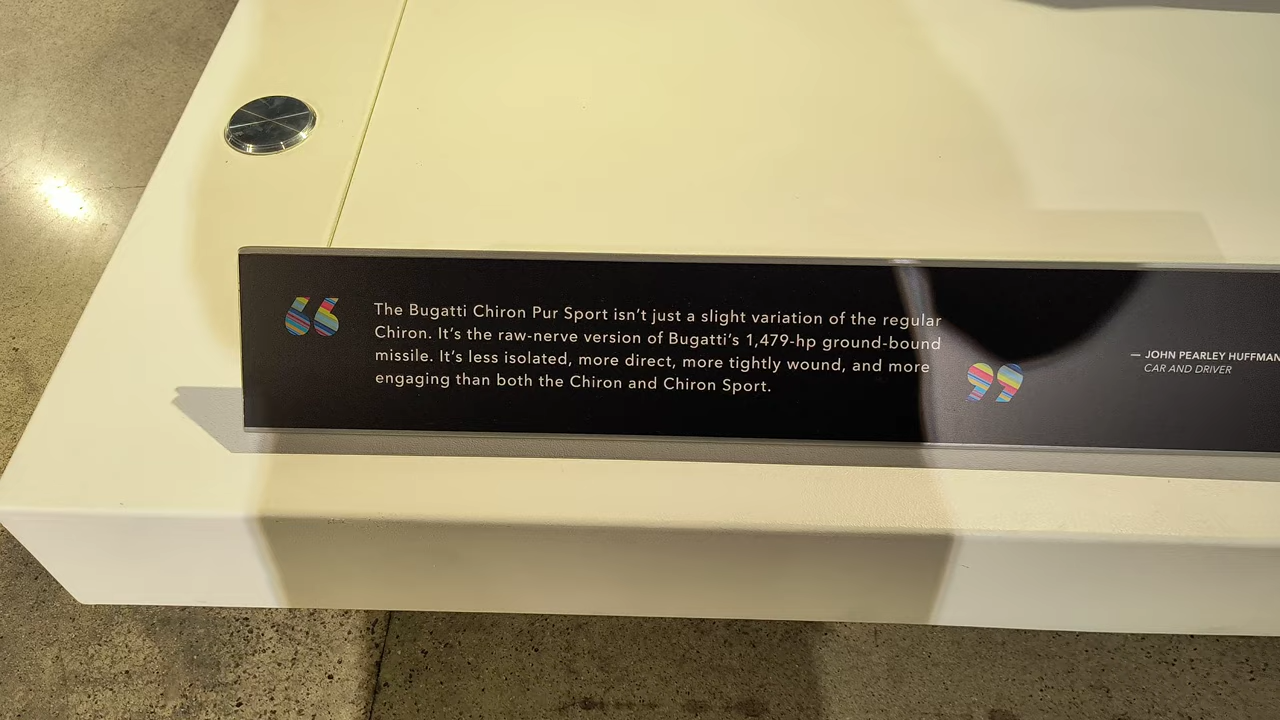 “The Bugatti Chiron Pur Sport isn’t just a slight variation of the regular
Chiron. It’s the raw-nerve version of Bugatti’s 1,479-hp ground-bound
missile. It’s less isolated, more direct, more tightly wound, and more
engaging than both the Chiron and Chiron Sport.”
— JOHN PEARLEY HUFFMAN
CAR AND DRIVER